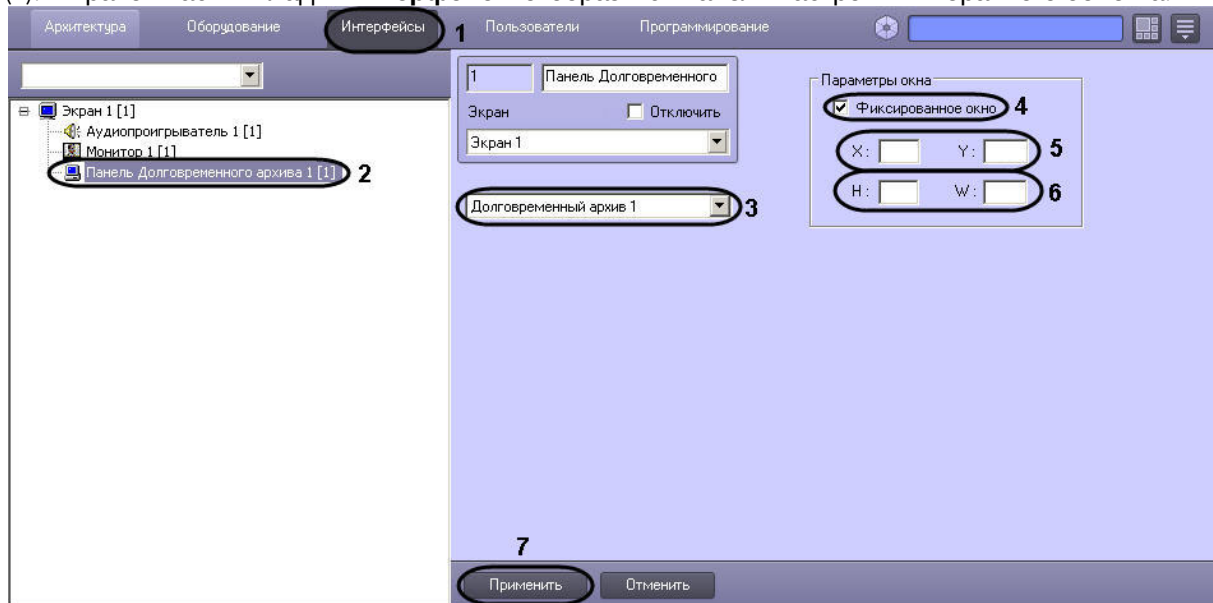 Архитектура Оборудование Интерфейсы 1 Пользователи Программирование
1 Панель Долговременного
Экран Отключить
Экран 1
Долговременный архив 1 3
Параметры окна
Фиксированное окно 4
X: Y: 5
H: W: 6
Экран 1 [1]
Аудиопроигрыватель 1 [1]
Монитор 1 [1]
Панель Долговременного архива 1 [1] 2
7
Применить Отменить